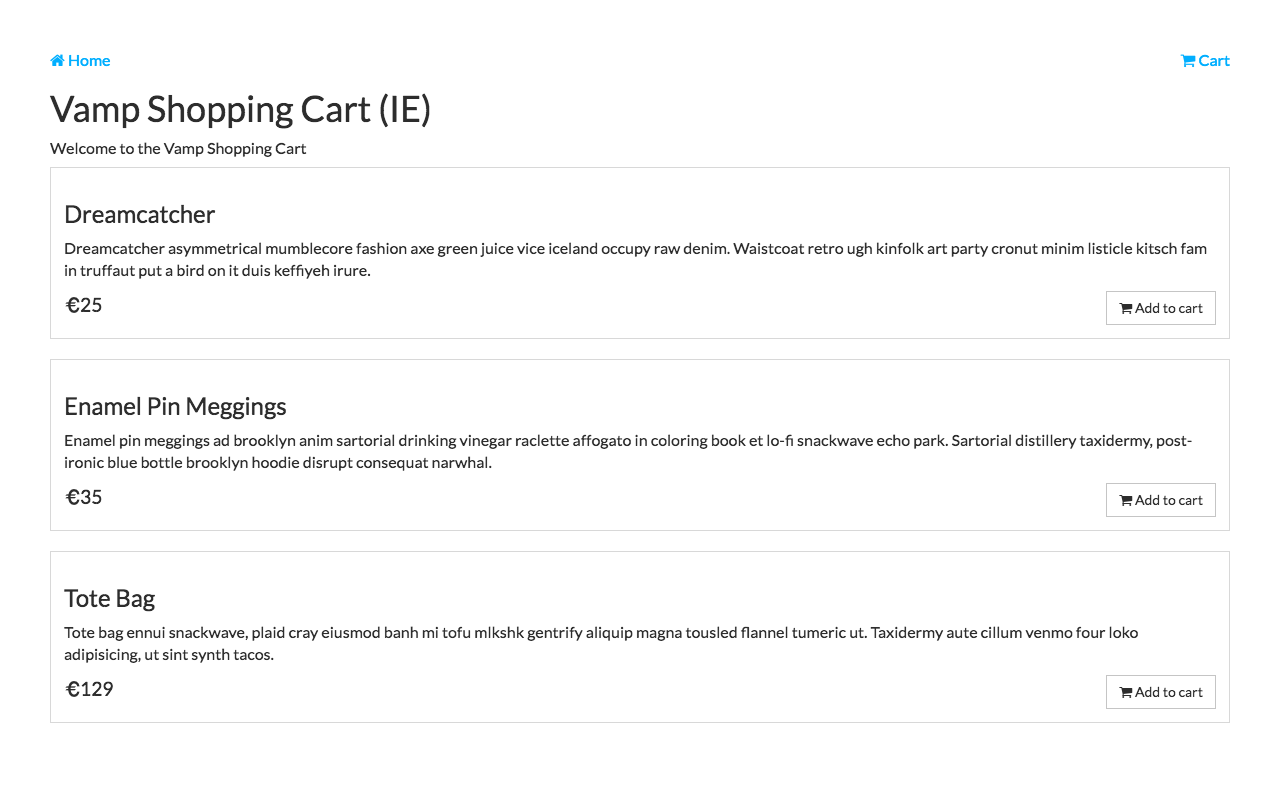 Home
Cart
Vamp Shopping Cart (IE)
Welcome to the Vamp Shopping Cart
Dreamcatcher
Dreamcatcher asymmetrical mumblecore fashion axe green juice vice iceland occupy raw denim. Waistcoat retro ugh kinfolk art party cronut minim listicle kitsch fam
in truffaut put a bird on it duis keffiyeh irure.
€25
Add to cart
Enamel Pin Meggings
Enamel pin meggings ad brooklyn anim sartorial drinking vinegar raclette affogato in coloring book et lo-fi snackwave echo park. Sartorial distillery taxidermy, post-
ironic blue bottle brooklyn hoodie disrupt consequat narwhal.
€35
Add to cart
Tote Bag
Tote bag ennui snackwave, plaid cray eiusmod banh mi tofu mlkshk gentrify aliquip magna tousled flannel tumeric ut. Taxidermy aute cillum venmo four loko
adipisicing, ut sint synth tacos.
€129
Add to cart